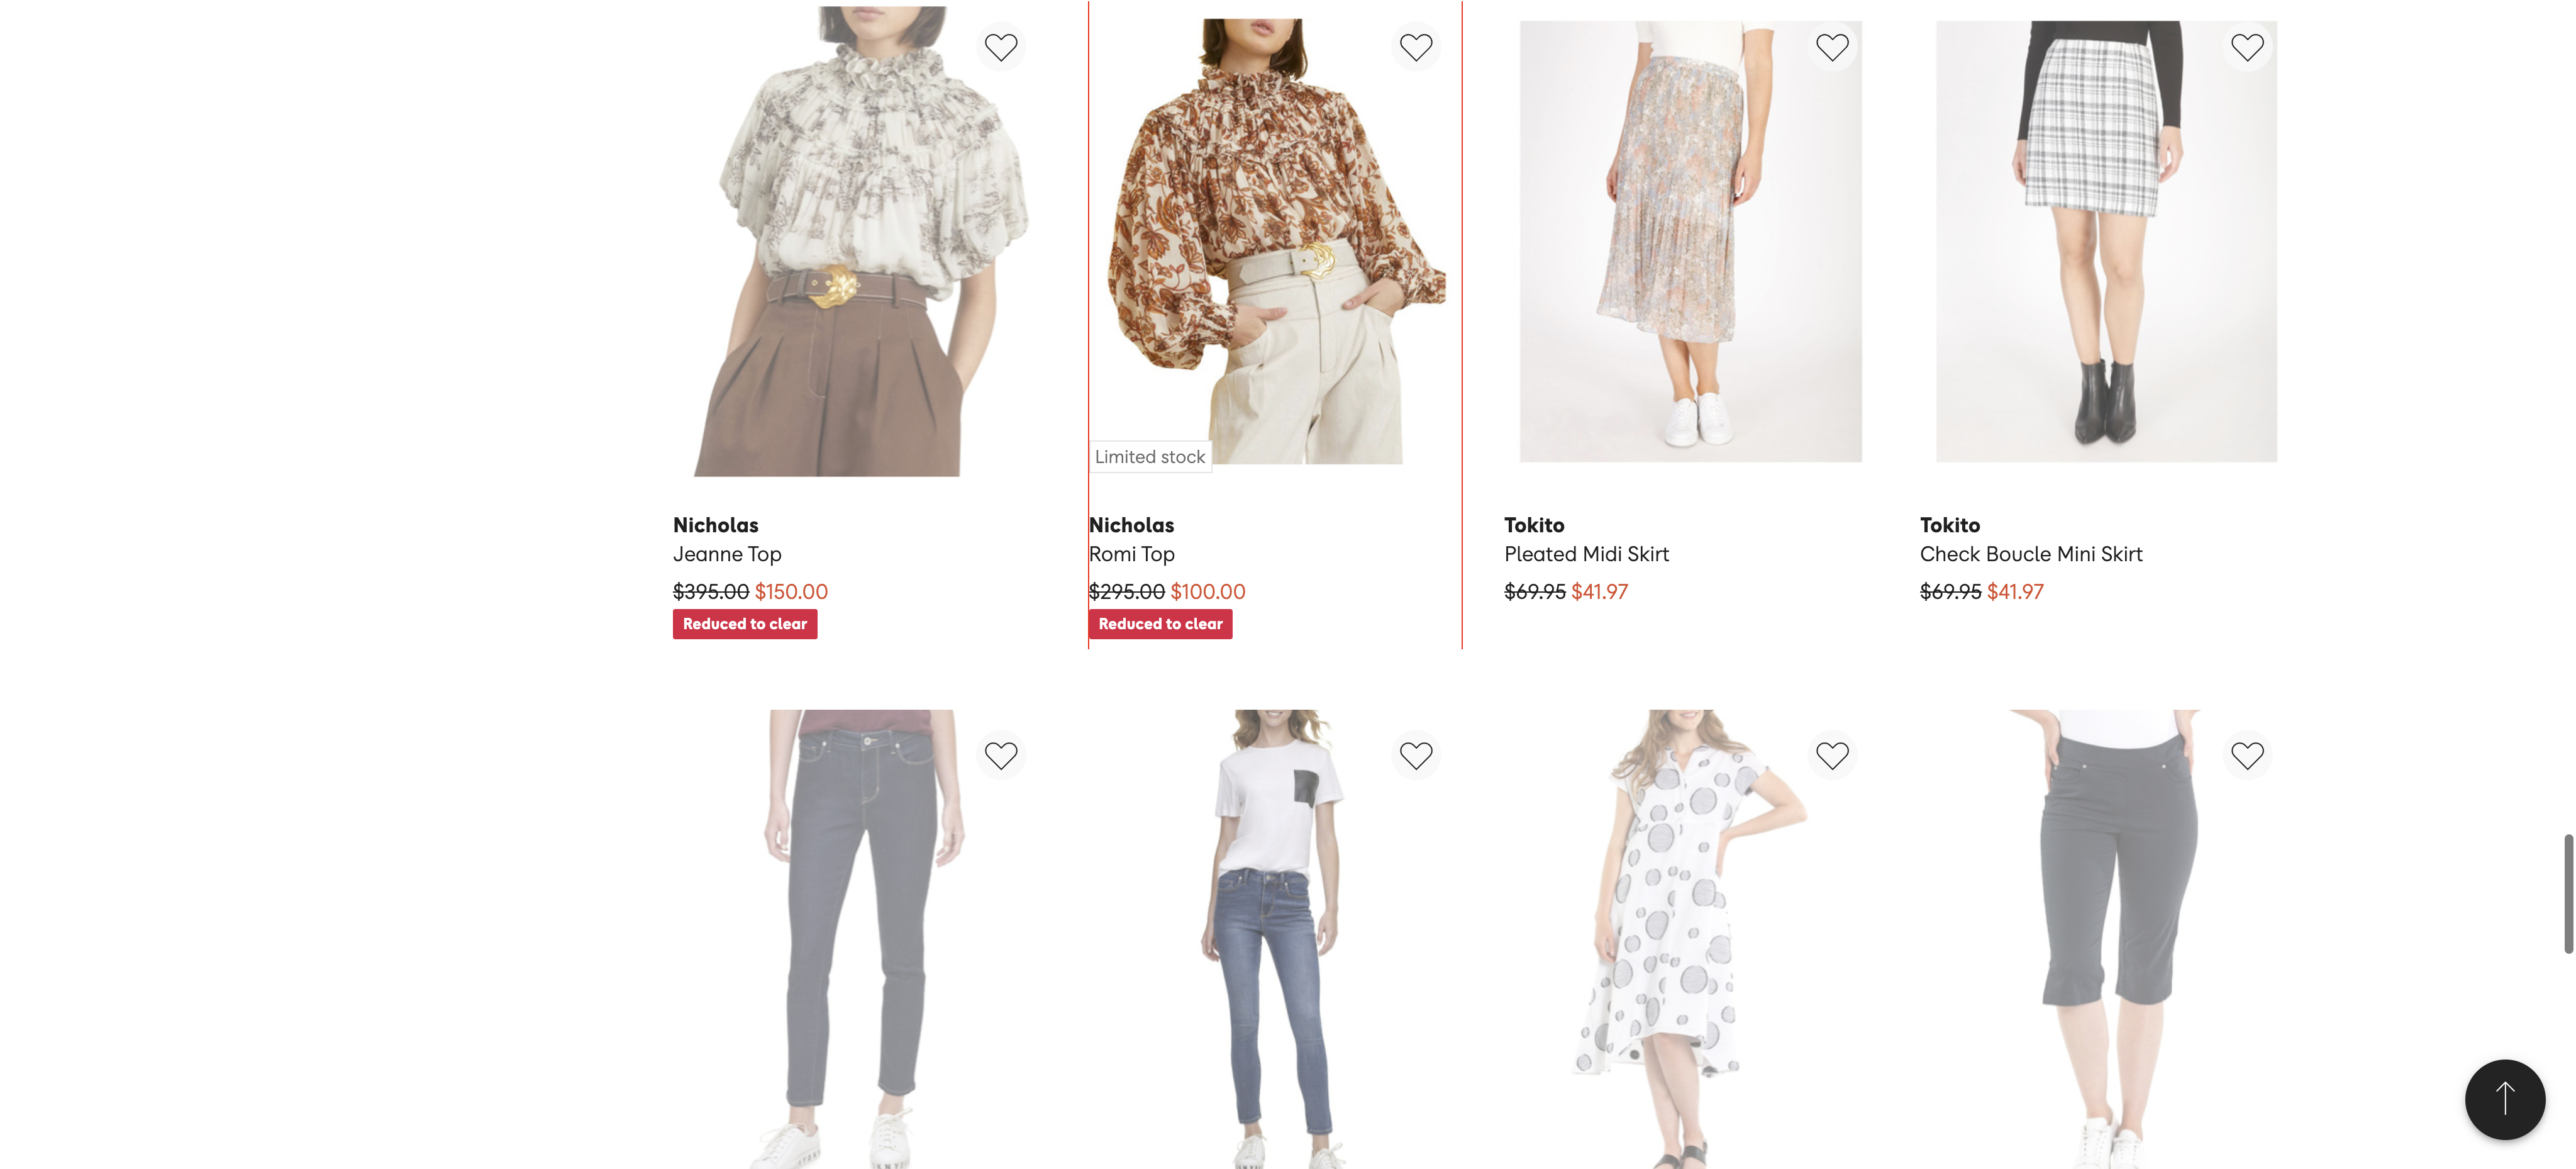 Limited stock
Nicholas
Jeanne Top
$395.00 $150.00
Reduced to clear
Nicholas
Romi Top
$295.00 $100.00
Reduced to clear
Tokito
Pleated Midi Skirt
$69.95 $41.97
Tokito
Check Boucle Mini Skirt
$69.95 $41.97